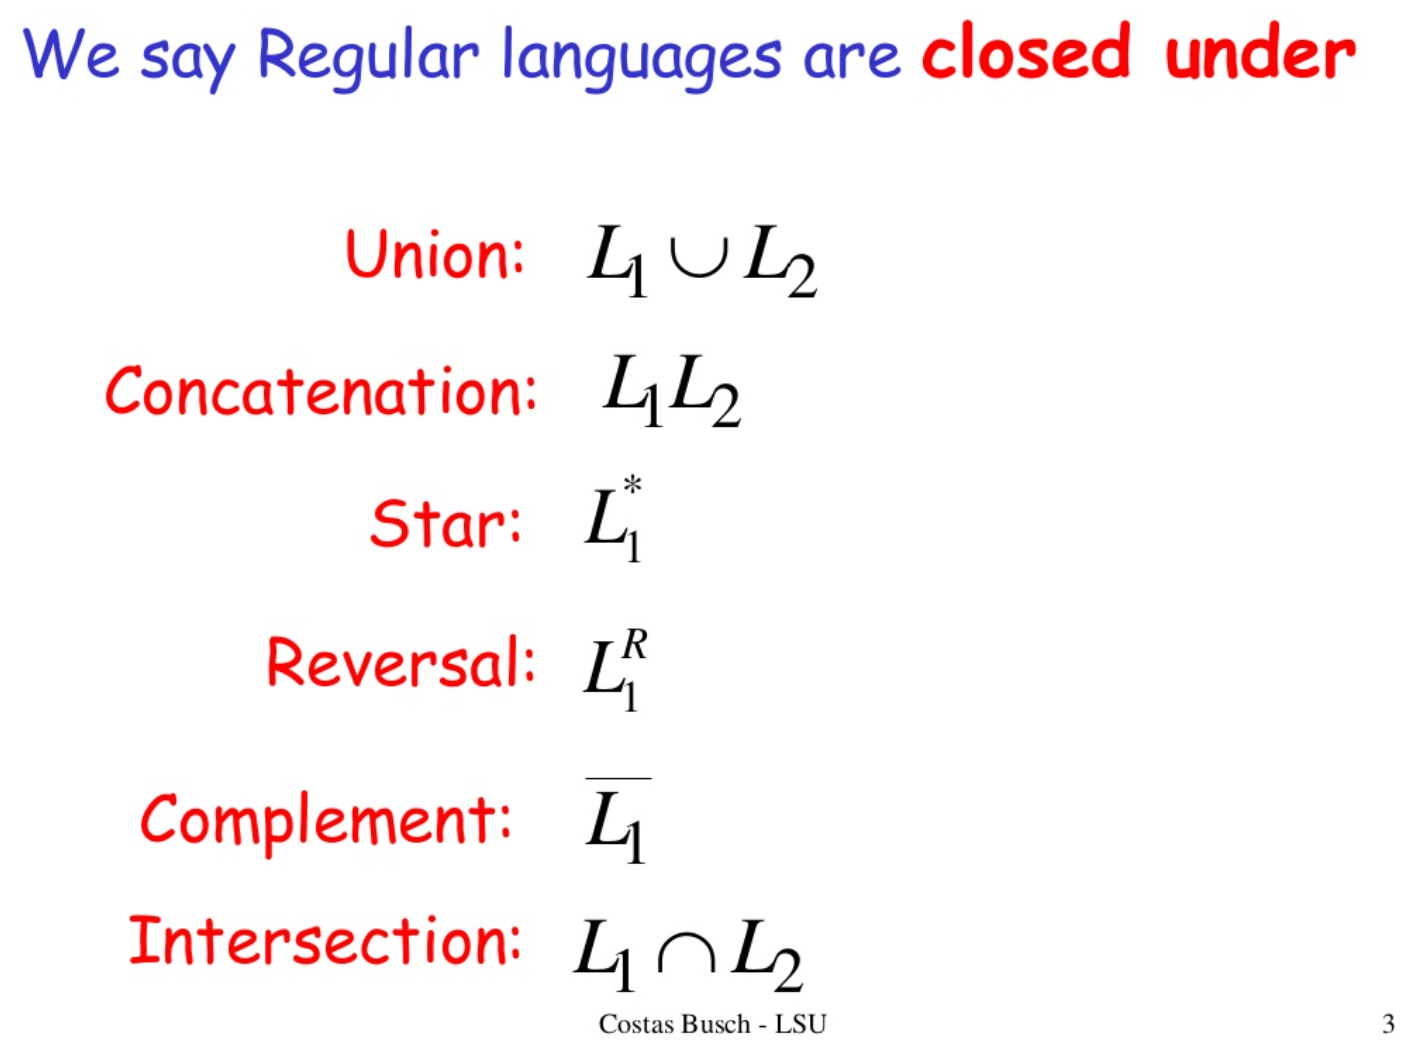 We say Regular languages are closed under
Union: L₁ ∪ L₂
Concatenation: L₁L₂
Star: L₁*
Reversal: L₁ᴿ
Complement: L̅₁̅
Intersection: L₁ ∩ L₂
Costas Busch - LSU 3